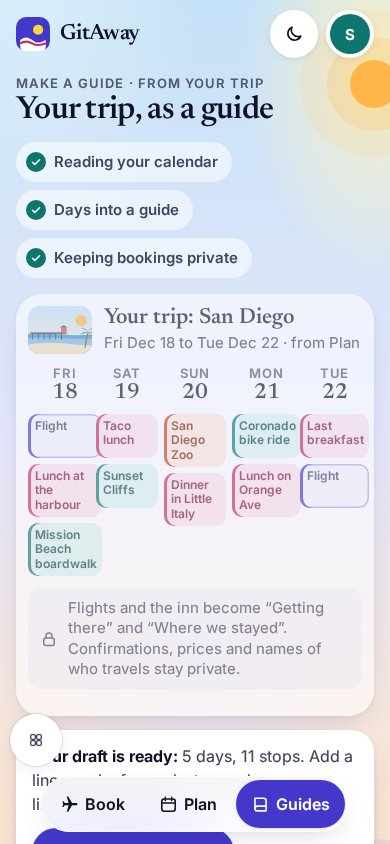 GitAway
S
MAKE A GUIDE · FROM YOUR TRIP
Your trip, as a guide
Reading your calendar
Days into a guide
Keeping bookings private
Your trip: San Diego
Fri Dec 18 to Tue Dec 22 · from Plan
FRI SAT SUN MON TUE
18 19 20 21 22
Flight
Lunch at
the
harbour
Mission
Beach
boardwalk
Taco
lunch
Sunset
Cliffs
San
Diego
Zoo
Dinner
in Little
Italy
Coronado
bike ride
Lunch on
Orange
Ave
Last
breakfast
Flight
Flights and the inn become “Getting
there” and “Where we stayed”.
Confirmations, prices and names of
who travels stay private.
draft is ready: 5 days, 11 stops. Add a
Book
Plan
Guides